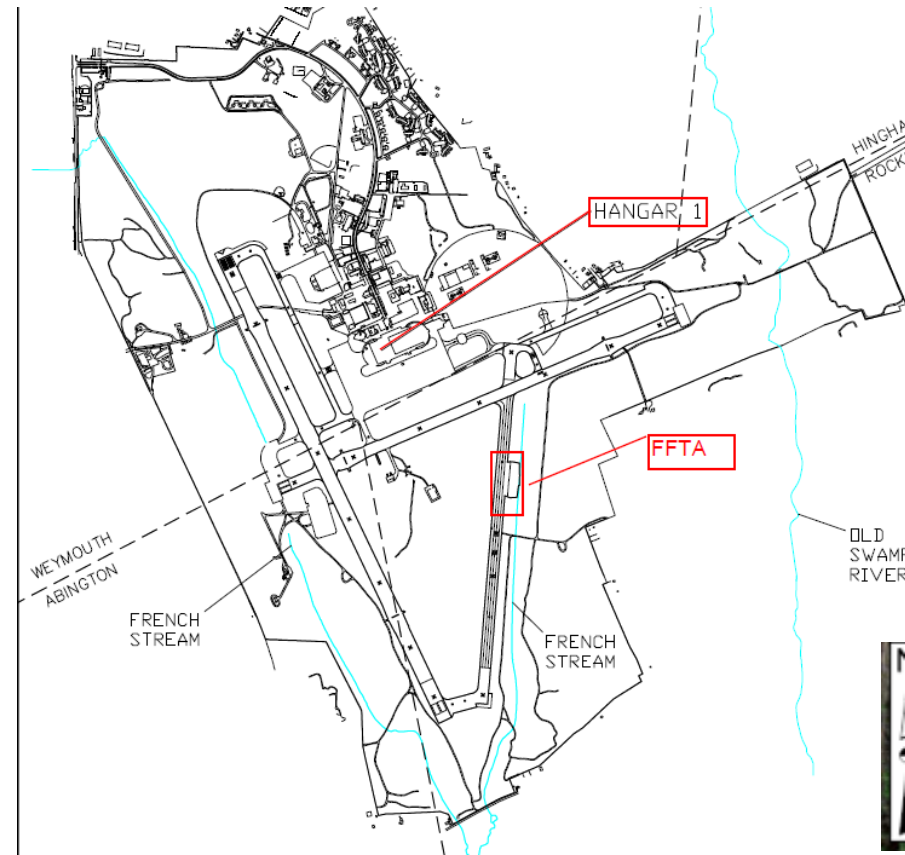 HINGHA
ROCK
HANGAR 1
FFTA
OLD
SWAMP
RIVER
WEYMOUTH
ABINGTON
FRENCH
STREAM
FRENCH
STREAM
N